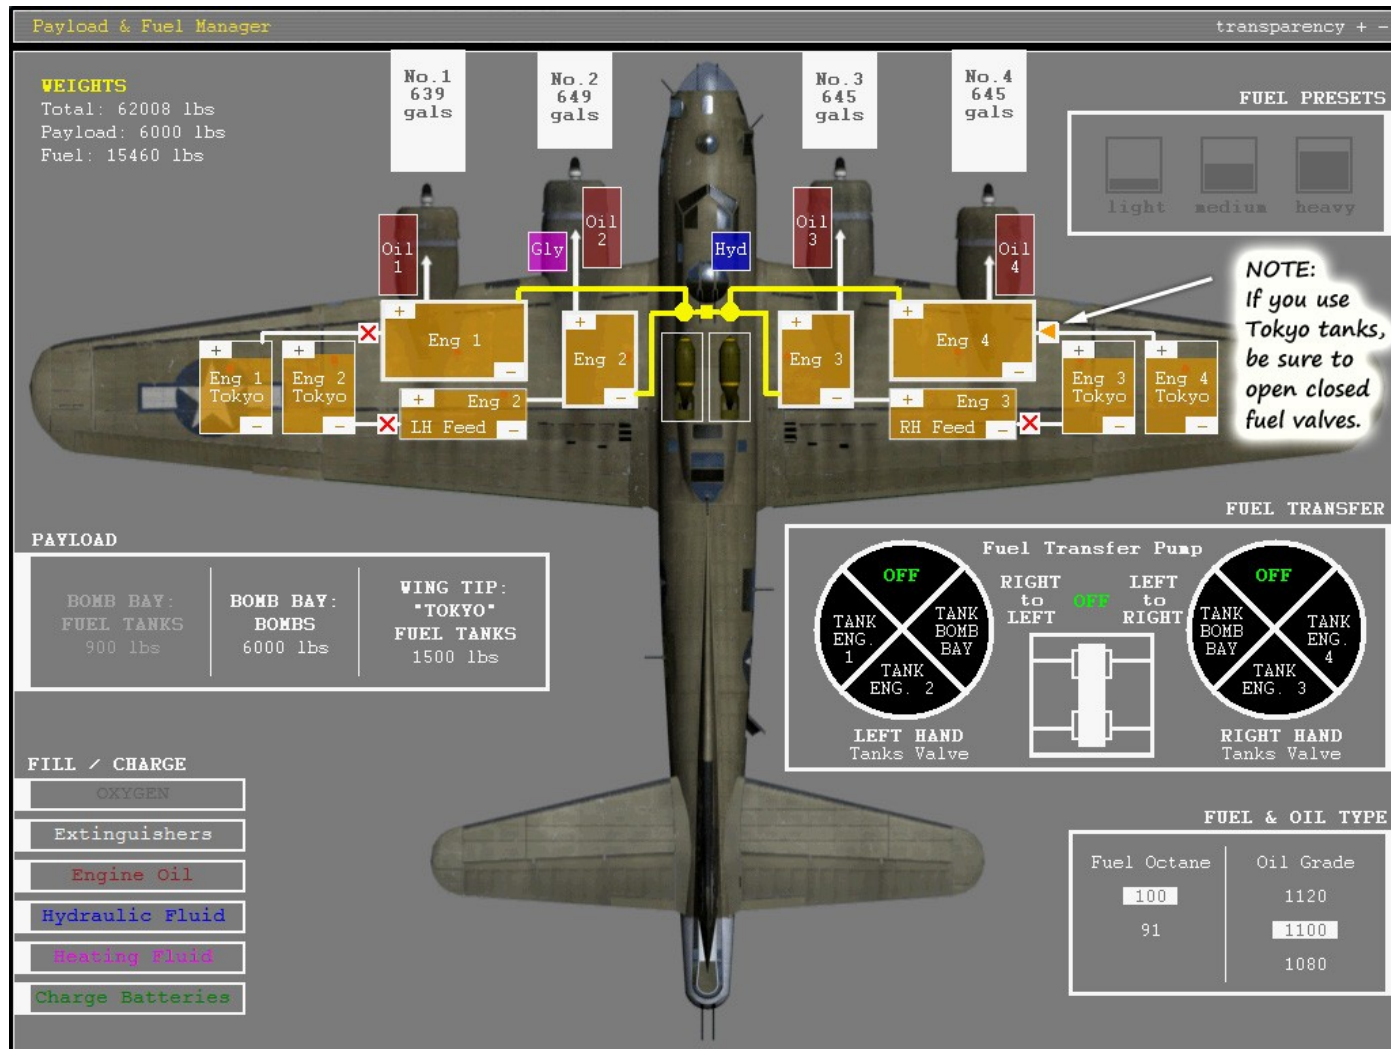 Payload & Fuel Manager
transparency + -
WEIGHTS
Total: 62008 lbs
Payload: 6000 lbs
Fuel: 15460 lbs
No.1
639
gals
No.2
649
gals
No.3
645
gals
No.4
645
gals
FUEL PRESETS
light
medium
heavy
Oil
1
Gly
Oil
2
Hyd
Oil
3
Oil
4
NOTE:
If you use
Tokyo tanks,
be sure to
open closed
fuel valves.
+
Eng 1
-
+
Eng 2
-
+
Eng 3
-
+
Eng 4
-
+
Eng 1
Tokyo
-
+
Eng 2
Tokyo
-
+ Eng 2
LH Feed -
+ Eng 3
RH Feed -
+
Eng 3
Tokyo
-
+
Eng 4
Tokyo
-
PAYLOAD
BOMB BAY:
FUEL TANKS
900 lbs
BOMB BAY:
BOMBS
6000 lbs
WING TIP:
"TOKYO"
FUEL TANKS
1500 lbs
FUEL TRANSFER
Fuel Transfer Pump
OFF
TANK
ENG.
1
TANK
BOMB
BAY
TANK
ENG. 2
LEFT HAND
Tanks Valve
RIGHT
to
LEFT
OFF
LEFT
to
RIGHT
OFF
TANK
BOMB
BAY
TANK
ENG.
4
TANK
ENG. 3
RIGHT HAND
Tanks Valve
FILL / CHARGE
OXYGEN
Extinguishers
Engine Oil
Hydraulic Fluid
Heating Fluid
Charge Batteries
FUEL & OIL TYPE
Fuel Octane
100
91
Oil Grade
1120
1100
1080